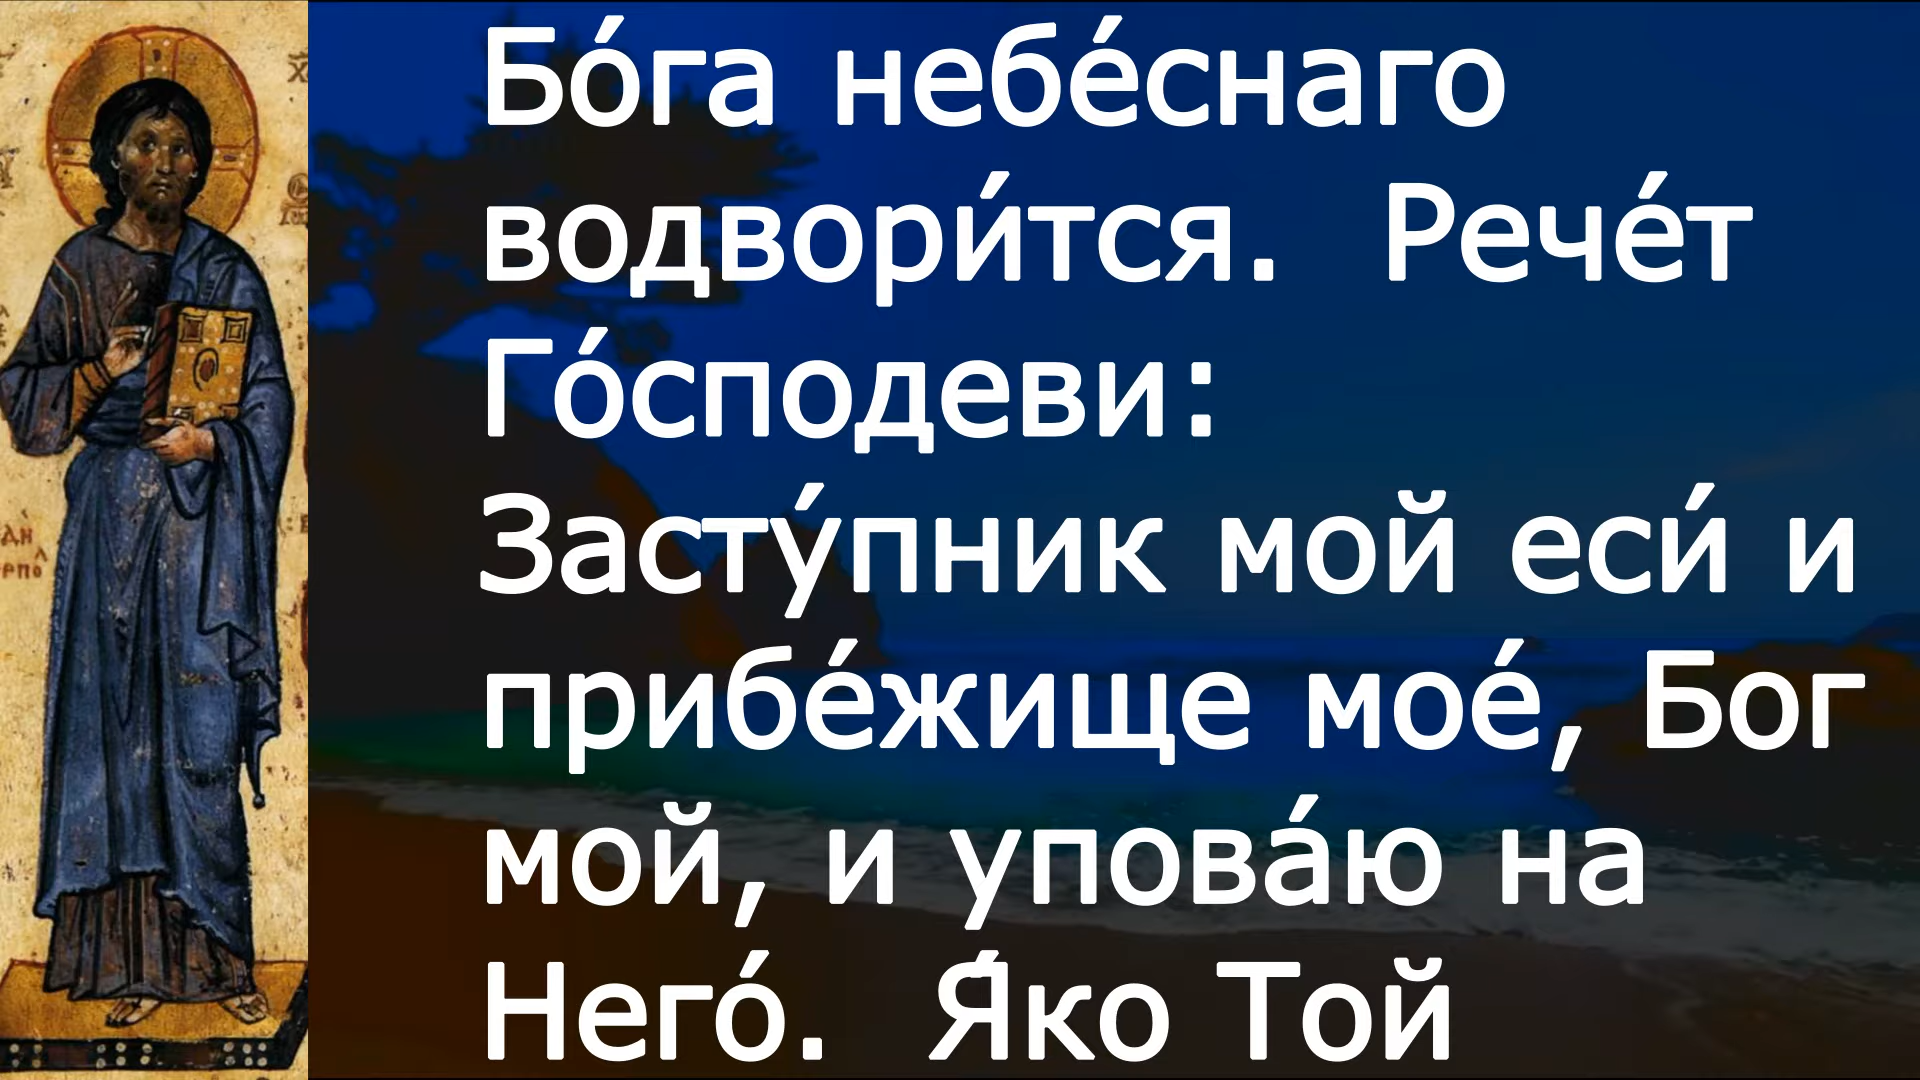 Бо́га небе́снаго
водвори́тся.  Рече́т
Го́сподеви:
Засту́пник мой еси́ и
прибе́жище мое́, Бог
мой, и упова́ю на
Него́.  Я́ко Той